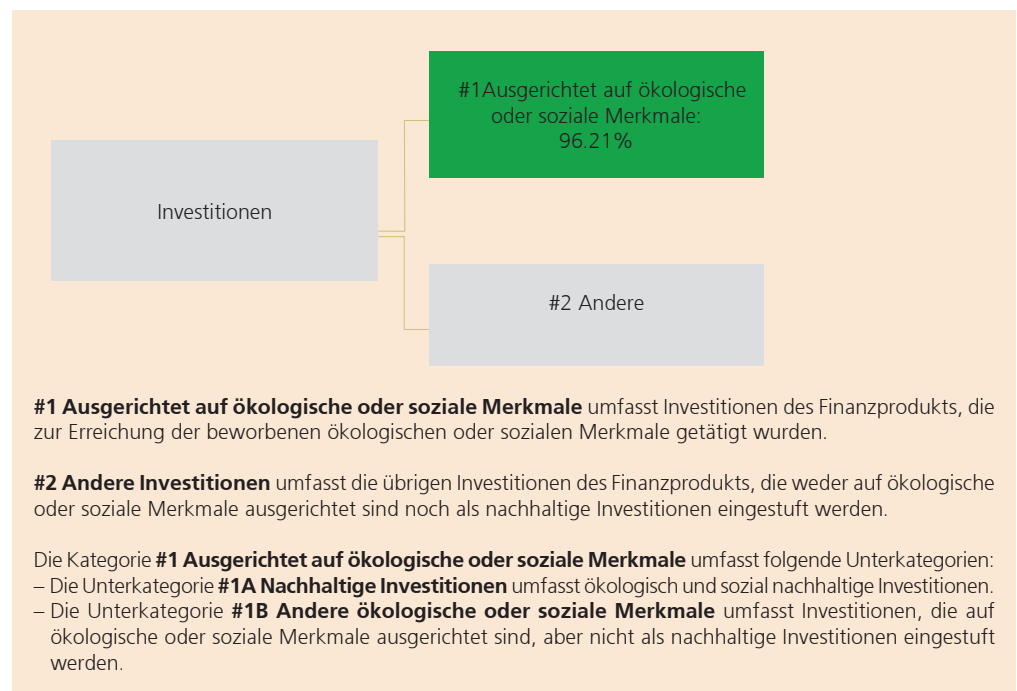 #1Ausgerichtet auf ökologische
oder soziale Merkmale:
96.21%
Investitionen
#2 Andere
#1 Ausgerichtet auf ökologische oder soziale Merkmale umfasst Investitionen des Finanzprodukts, die
zur Erreichung der beworbenen ökologischen oder sozialen Merkmale getätigt wurden.
#2 Andere Investitionen umfasst die übrigen Investitionen des Finanzprodukts, die weder auf ökologische
oder soziale Merkmale ausgerichtet sind noch als nachhaltige Investitionen eingestuft werden.
Die Kategorie #1 Ausgerichtet auf ökologische oder soziale Merkmale umfasst folgende Unterkategorien:
– Die Unterkategorie #1A Nachhaltige Investitionen umfasst ökologisch und sozial nachhaltige Investitionen.
– Die Unterkategorie #1B Andere ökologische oder soziale Merkmale umfasst Investitionen, die auf
ökologische oder soziale Merkmale ausgerichtet sind, aber nicht als nachhaltige Investitionen eingestuft
werden.